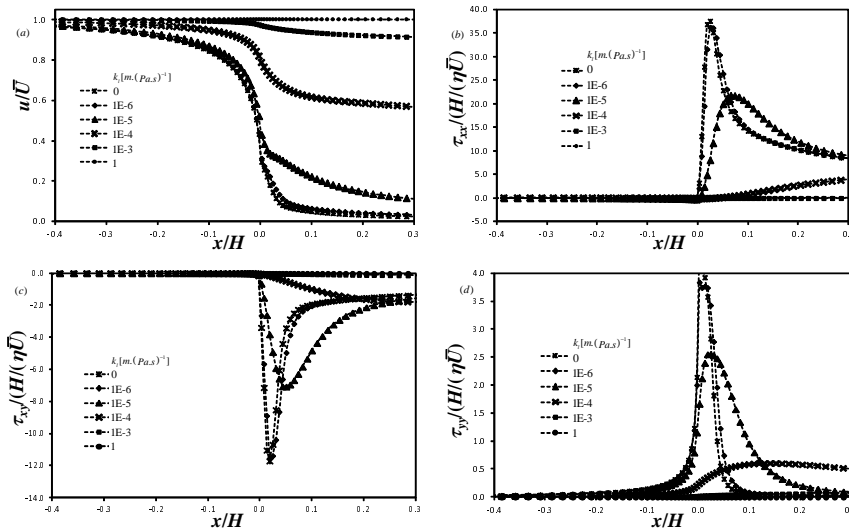 (a)
u/Ū
1.0
0.8
0.6
0.4
0.2
0.0
kₗ[m.(Pa.s)⁻¹]
0
1E-6
1E-5
1E-4
1E-3
1
-0.4 -0.3 -0.2 -0.1 0.0 0.1 0.2 0.3
x/H
(b)
τxx/(H/(ηŪ)
40.0
35.0
30.0
25.0
20.0
15.0
10.0
5.0
0.0
-5.0
kₗ[m.(Pa.s)⁻¹]
0
1E-6
1E-5
1E-4
1E-3
1
-0.4 -0.3 -0.2 -0.1 0.0 0.1 0.2 0.3
x/H
(c)
τxy/(H/(ηŪ)
0.0
-2.0
-4.0
-6.0
-8.0
-10.0
-12.0
-14.0
kₗ[m.(Pa.s)⁻¹]
0
1E-6
1E-5
1E-4
1E-3
1
-0.4 -0.3 -0.2 -0.1 0.0 0.1 0.2 0.3
x/H
(d)
τyy/(H/(ηŪ)
4.0
3.5
3.0
2.5
2.0
1.5
1.0
0.5
0.0
kₗ[m.(Pa.s)⁻¹]
0
1E-6
1E-5
1E-4
1E-3
1
-0.4 -0.3 -0.2 -0.1 0.0 0.1 0.2 0.3
x/H